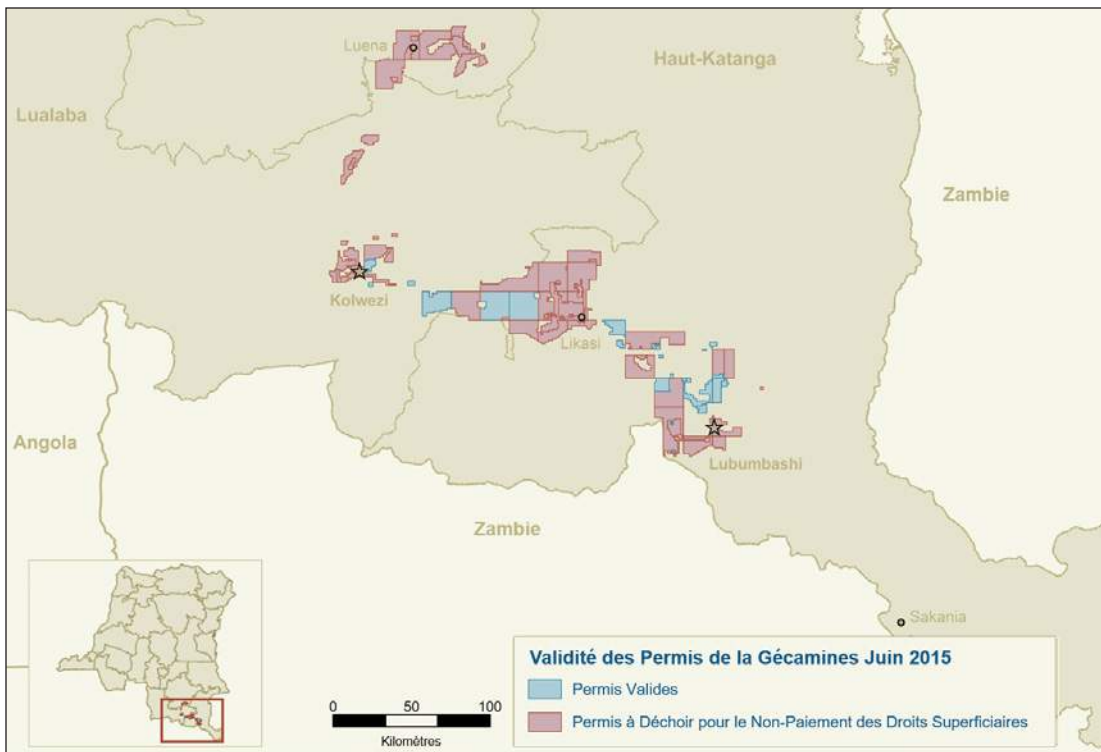 Luena
Haut-Katanga
Lualaba
Zambie
Kolwezi
Likasi
Angola
Lubumbashi
Zambie
Sakania
Validité des Permis de la Gécamines Juin 2015
Permis Valides
Permis à Déchoir pour le Non-Paiement des Droits Superficiaires
0 50 100
Kilomètres